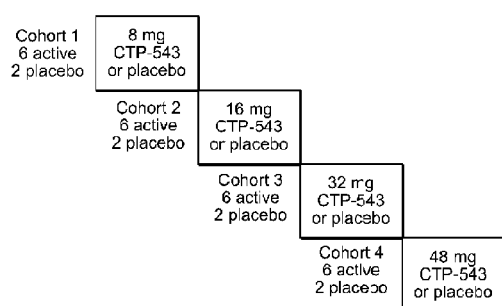 Cohort 1
6 active
2 placebo
8 mg
CTP-543
or placebo
Cohort 2
6 active
2 placebo
16 mg
CTP-543
or placebo
Cohort 3
6 active
2 placebo
32 mg
CTP-543
or placebo
Cohort 4
6 active
2 placebo
48 mg
CTP-543
or placebo